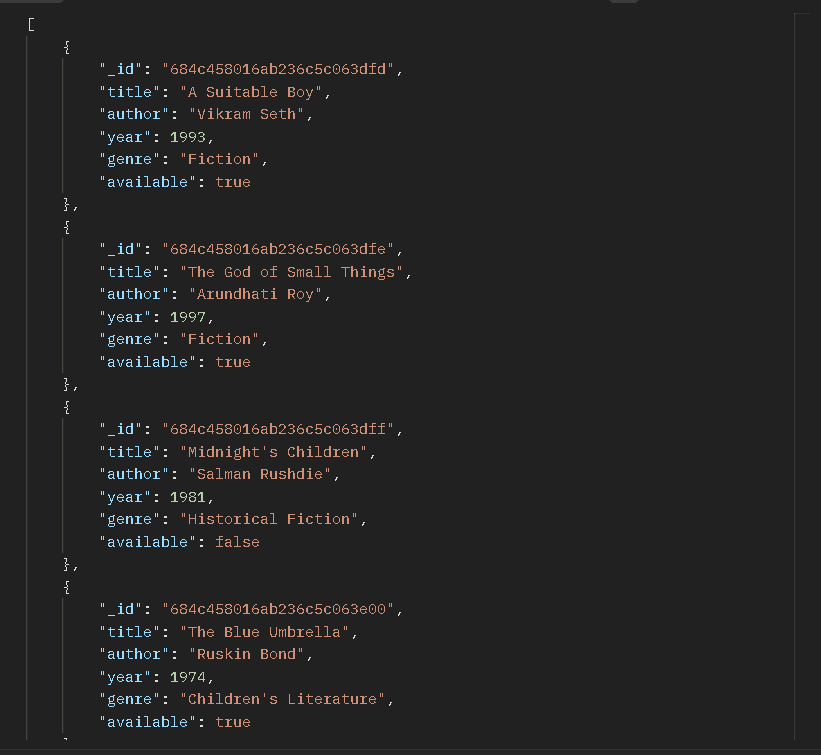 [
{
"_id": "684c458016ab236c5c063dfd",
"title": "A Suitable Boy",
"author": "Vikram Seth",
"year": 1993,
"genre": "Fiction",
"available": true
},
{
"_id": "684c458016ab236c5c063dfe",
"title": "The God of Small Things",
"author": "Arundhati Roy",
"year": 1997,
"genre": "Fiction",
"available": true
},
{
"_id": "684c458016ab236c5c063dff",
"title": "Midnight's Children",
"author": "Salman Rushdie",
"year": 1981,
"genre": "Historical Fiction",
"available": false
},
{
"_id": "684c458016ab236c5c063e00",
"title": "The Blue Umbrella",
"author": "Ruskin Bond",
"year": 1974,
"genre": "Children's Literature",
"available": true